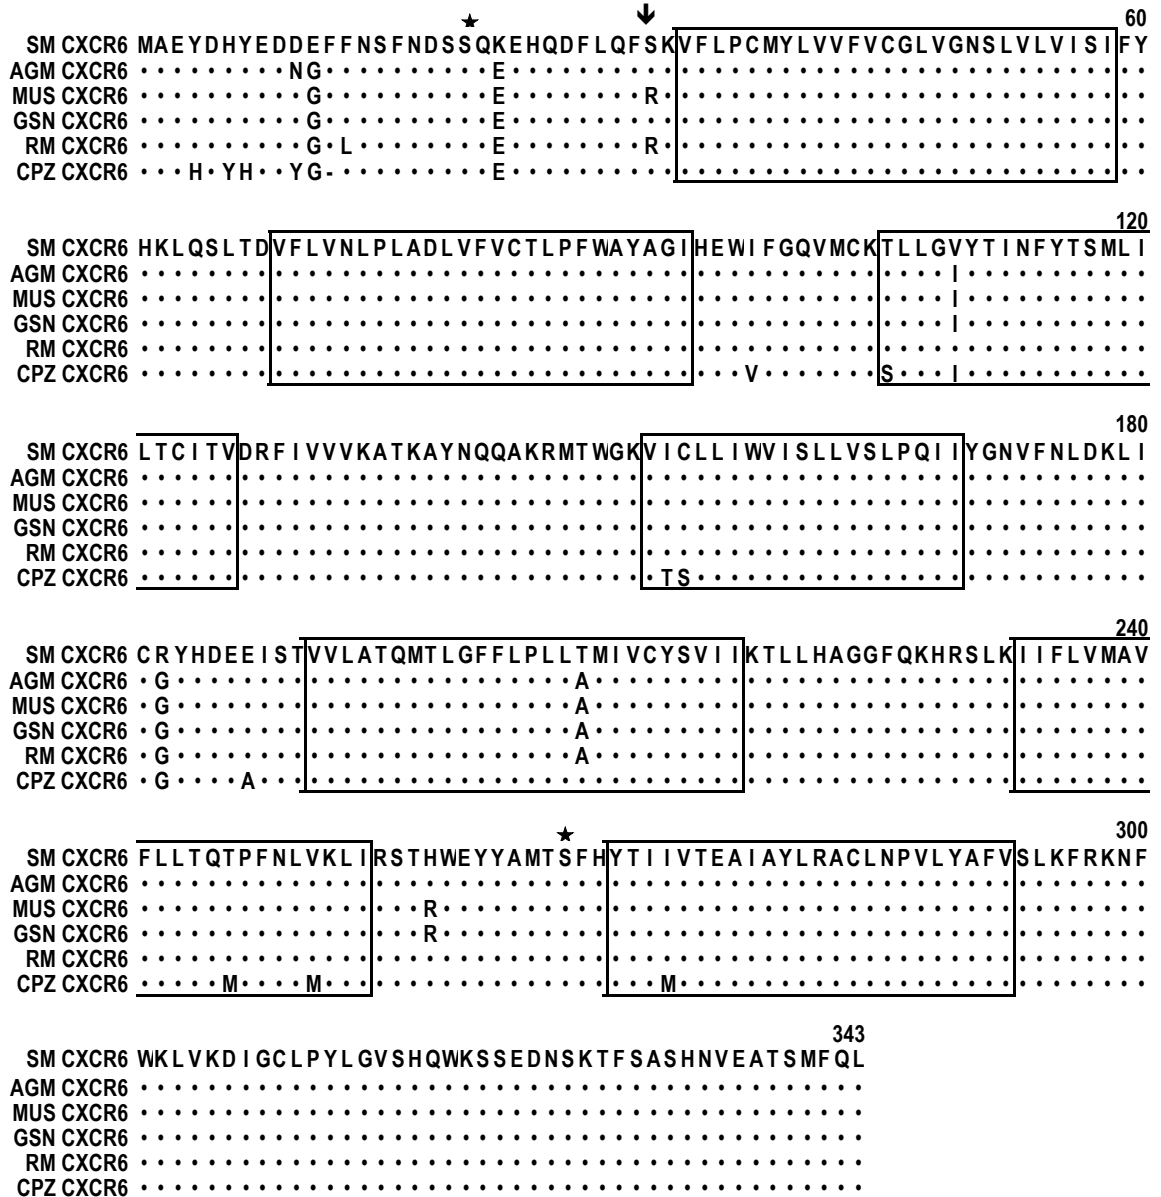 ★ ↓ 60
SM CXCR6 MAEYDHYEDDEFFNSFNDSSQKEHQDFLQFSKVFLPCMYLVVFVCGLVGNSLVLVISIFY
AGM CXCR6 ·········NG··········E······································
MUS CXCR6 ··········G··········E········R·····························
GSN CXCR6 ··········G··········E······································
RM CXCR6 ··········G·L········E········R·····························
CPZ CXCR6 ···H·YH··YG-·········E······································
120
SM CXCR6 HKLQSLTDVFLVNLPLADLVFVCTLPFWAYAGIHEWIFGQVMCKTLLGVYTINFYTSMLI
AGM CXCR6 ················································I···········
MUS CXCR6 ················································I···········
GSN CXCR6 ················································I···········
RM CXCR6 ····························································
CPZ CXCR6 ····································V·······S···I···········
180
SM CXCR6 LTCITVDRFIVVVKATKAYNQQAKRMTWGKVICLLIWVISLLVSLPQIIYGNVFNLDKLI
AGM CXCR6 ····························································
MUS CXCR6 ····························································
GSN CXCR6 ····························································
RM CXCR6 ····························································
CPZ CXCR6 ·······························TS···························
240
SM CXCR6 CRYHDEEISTVVLATQMTLGFFLPLLTMIVCYSVIIKTLLHAGGFQKHRSLKIIFLVMAV
AGM CXCR6 ·G························A·································
MUS CXCR6 ·G························A·································
GSN CXCR6 ·G························A·································
RM CXCR6 ·G························A·································
CPZ CXCR6 ·G····A·····················································
★ 300
SM CXCR6 FLLTQTPFNLVKLIRSTHWEYYAMTSFHYTIIVTEAIAYLRACLNPVLYAFVSLKFRKNF
AGM CXCR6 ····························································
MUS CXCR6 ·················R··········································
GSN CXCR6 ·················R··········································
RM CXCR6 ····························································
CPZ CXCR6 ·····M····M····················M····························
343
SM CXCR6 WKLVKDIGCLPYLGVSHQWKSSEDNSKTFSASHNVEATSMFQL
AGM CXCR6 ···········································
MUS CXCR6 ···········································
GSN CXCR6 ···········································
RM CXCR6 ···········································
CPZ CXCR6 ···········································